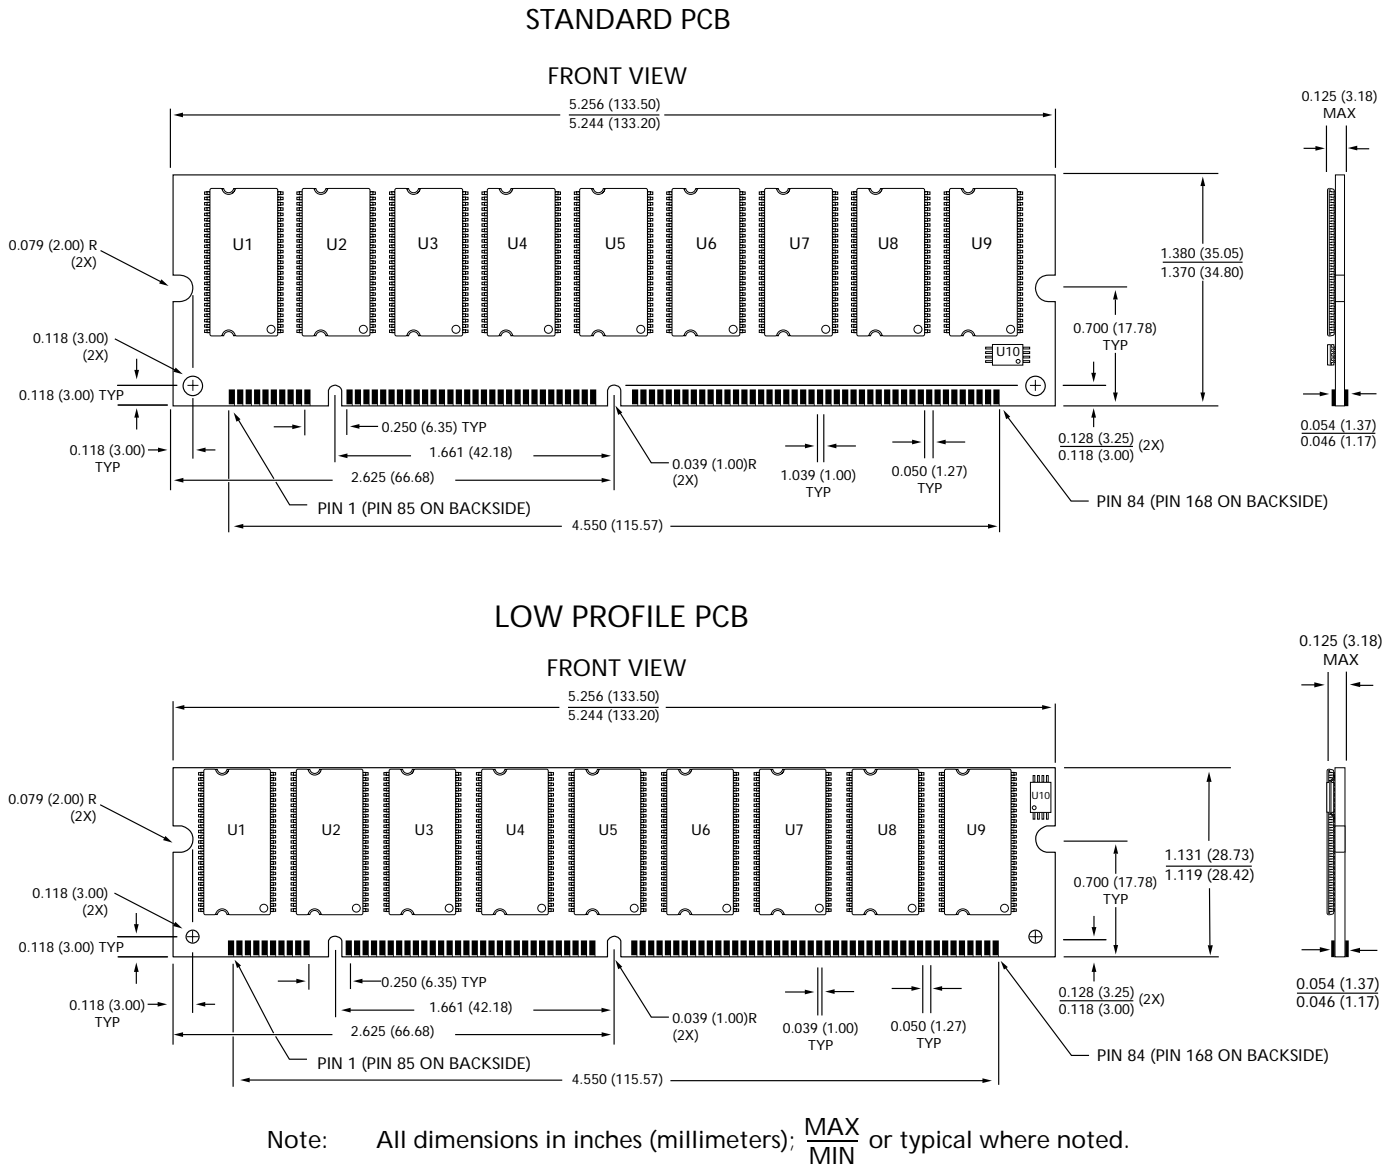 STANDARD PCB
FRONT VIEW
5.256 (133.50)
5.244 (133.20)
0.125 (3.18)
MAX
U1 U2 U3 U4 U5 U6 U7 U8 U9
0.079 (2.00) R
(2X)
1.380 (35.05)
1.370 (34.80)
0.118 (3.00)
(2X)
0.700 (17.78)
TYP
U10
0.118 (3.00) TYP
0.118 (3.00)
TYP
0.250 (6.35) TYP
1.661 (42.18)
2.625 (66.68)
0.039 (1.00)R
(2X)
1.039 (1.00)
TYP
0.050 (1.27)
TYP
0.128 (3.25)
0.118 (3.00)
(2X)
0.054 (1.37)
0.046 (1.17)
PIN 1 (PIN 85 ON BACKSIDE)
PIN 84 (PIN 168 ON BACKSIDE)
4.550 (115.57)
LOW PROFILE PCB
FRONT VIEW
5.256 (133.50)
5.244 (133.20)
0.125 (3.18)
MAX
U1 U2 U3 U4 U5 U6 U7 U8 U9
U10
0.079 (2.00) R
(2X)
1.131 (28.73)
1.119 (28.42)
0.118 (3.00)
(2X)
0.700 (17.78)
TYP
0.118 (3.00) TYP
0.118 (3.00)
TYP
0.250 (6.35) TYP
1.661 (42.18)
2.625 (66.68)
0.039 (1.00)R
(2X)
0.039 (1.00)
TYP
0.050 (1.27)
TYP
0.128 (3.25)
0.118 (3.00)
(2X)
0.054 (1.37)
0.046 (1.17)
PIN 1 (PIN 85 ON BACKSIDE)
PIN 84 (PIN 168 ON BACKSIDE)
4.550 (115.57)
Note: All dimensions in inches (millimeters); MAX/MIN or typical where noted.